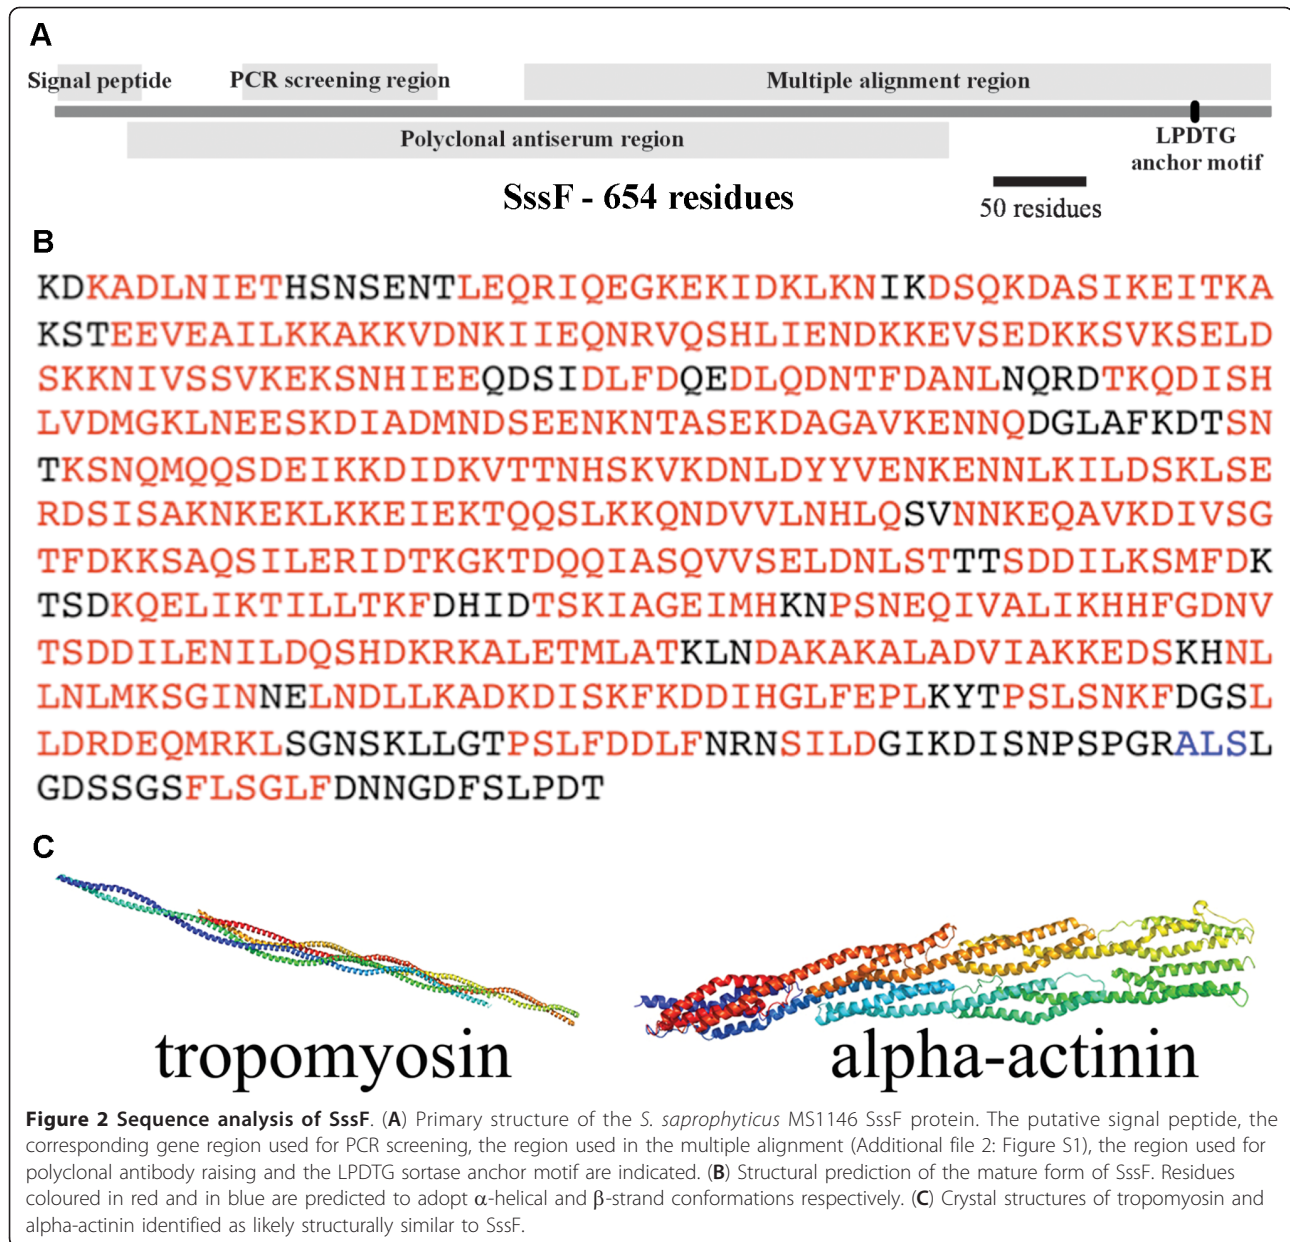 A
Signal peptide
PCR screening region
Multiple alignment region
Polyclonal antiserum region
LPDTG
anchor motif
SssF - 654 residues
50 residues
B
KDKADLNIETHSNSENTLEQRIQEGKEKIDKLKNIKDSQKDASIKEITKA
KSTEEVEAILKKAKKVDNKIIEQNRVQSHLIENDKKEVSEDKKSVKSELD
SKKNIVSSVKEKSNHIEEQDSIDLFDQEDLQDNTFDANLNQRDTKQDISH
LVDMGKLNEESKDIADMNDSEENKNTASEKDAGAVKENNQDGLAFKDTSN
TKSNQMQQSDEIKKDIDKVTTNHSKVKDNLDYYVENKENNLKILDSKLSE
RDSISAKNKEKLKKEIEKTQQSLKKQNDVVLNHLQSVNNKEQAVKDIVSG
TFDKKSAQSILERIDTKGKTDQQIASQVVSELDNLSTTTSDDILKSMFDK
TSDKQELIKTILLTKFDHIDTSKIAGEIMHKNPSNEQIVALIKHHFGDNV
TSDDILENILDQSHDKRKALETMLATKLNDAKAKALADVIAKKEDSKHNL
LNLMKSGINNELNDLLKADKDISKFKDDIHGLFEPLKYTPSLSNKFDGSL
LDRDEQMRKLSGNSKLLGTPSLFDDLFNRNSILDGIKDISNPSPGRALSL
GDSSGSFLSGLFDNNGDFSLPDT
C
tropomyosin
alpha-actinin
Figure 2 Sequence analysis of SssF. (A) Primary structure of the S. saprophyticus MS1146 SssF protein. The putative signal peptide, the
corresponding gene region used for PCR screening, the region used in the multiple alignment (Additional file 2: Figure S1), the region used for
polyclonal antibody raising and the LPDTG sortase anchor motif are indicated. (B) Structural prediction of the mature form of SssF. Residues
coloured in red and in blue are predicted to adopt α-helical and β-strand conformations respectively. (C) Crystal structures of tropomyosin and
alpha-actinin identified as likely structurally similar to SssF.